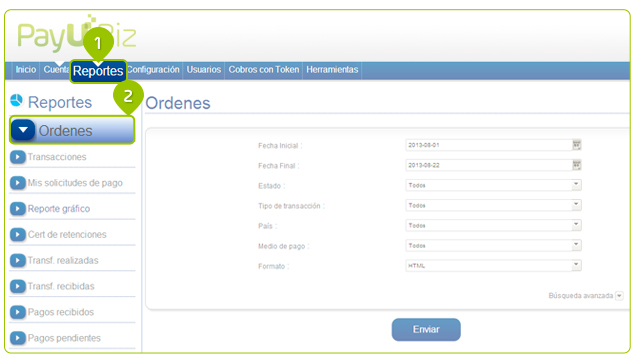 PayU Biz
1
Inicio Cuenta Reportes Configuración Usuarios Cobros con Token Herramientas
2
Reportes
Ordenes
Transacciones
Mis solicitudes de pago
Reporte gráfico
Cert de retenciones
Transf. realizadas
Transf. recibidas
Pagos recibidos
Pagos pendientes
Ordenes
Fecha Inicial : 2013-09-01
Fecha Final : 2013-09-22
Estado : Todos
Tipo de transacción : Todos
País : Todos
Medio de pago : Todos
Formato : HTML
Búsqueda avanzada
Enviar